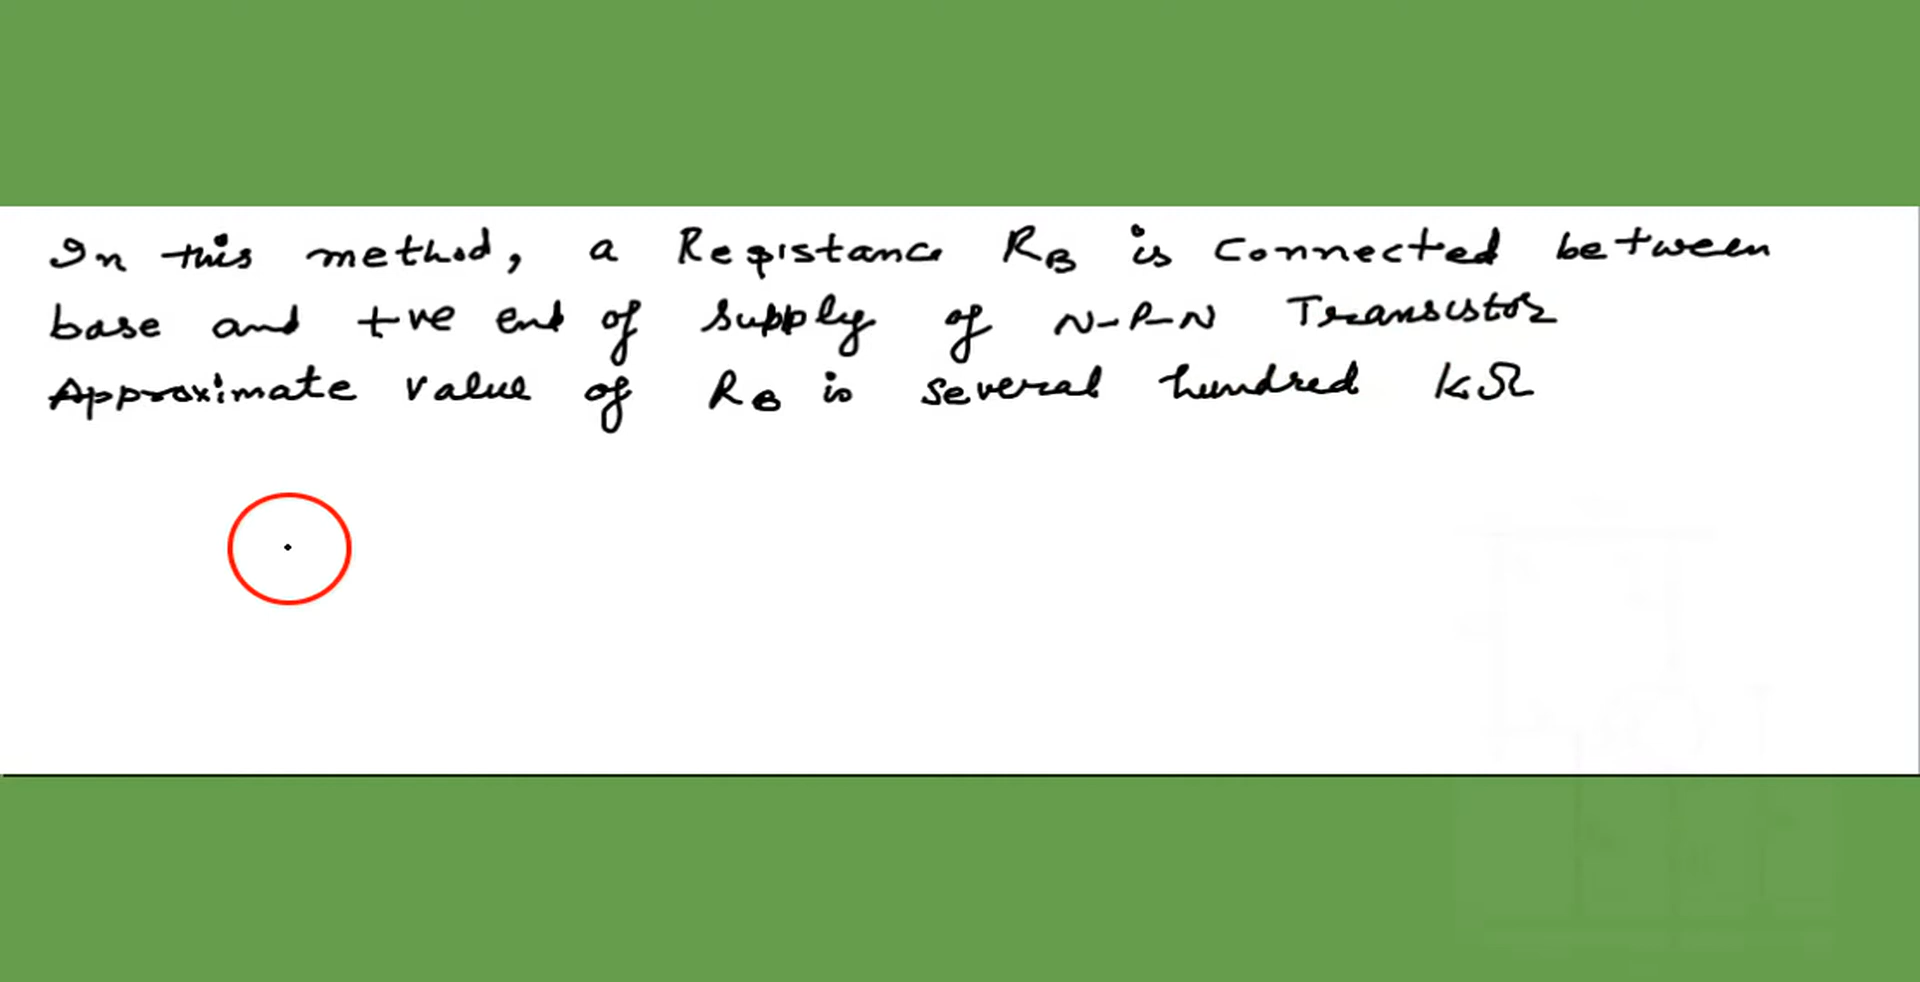 In this method, a Resistance RB is connected between
base and +ve end of supply of N-P-N Transistor
Approximate value of RB is several hundred kΩ